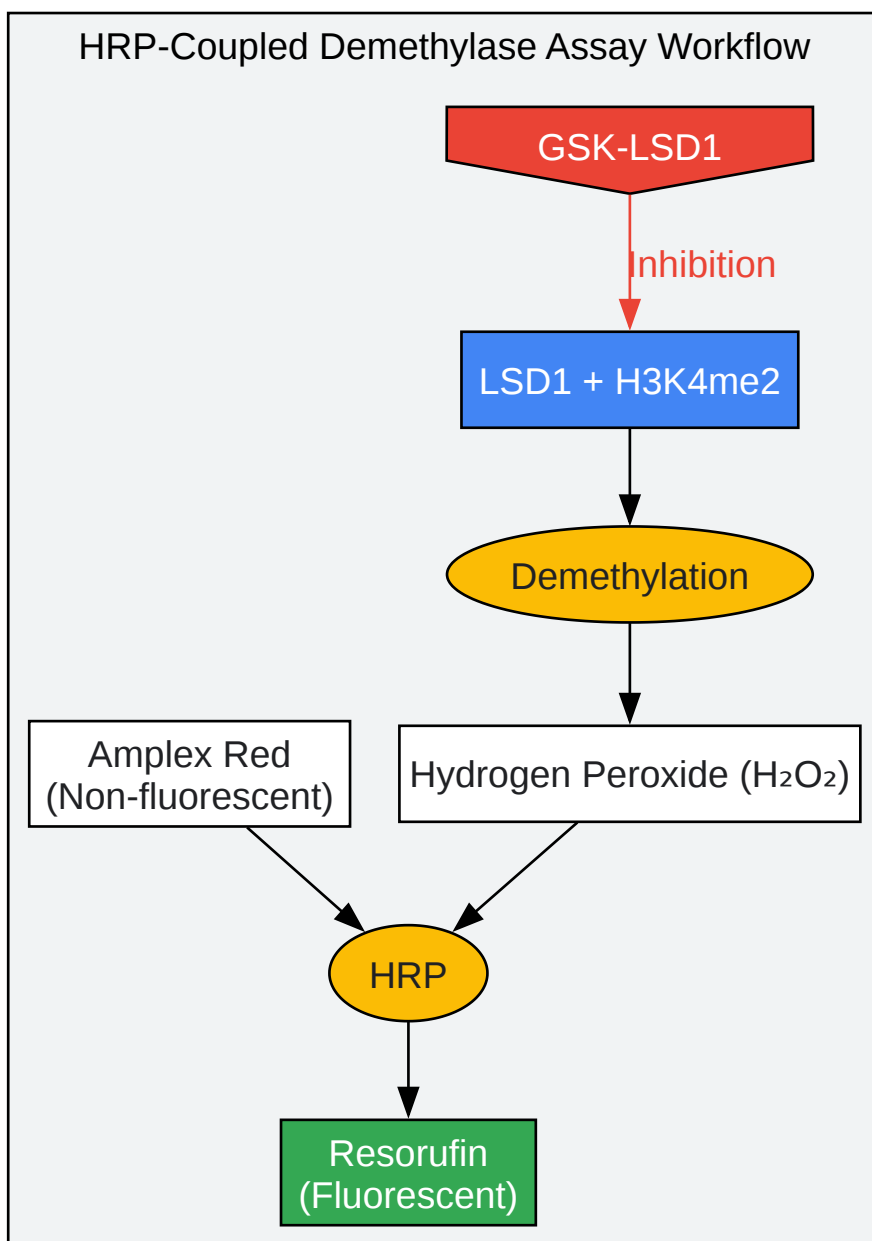 HRP-Coupled Demethylase Assay Workflow
GSK-LSD1
Inhibition
LSD1 + H3K4me2
Demethylation
Amplex Red
(Non-fluorescent)
Hydrogen Peroxide (H₂O₂)
HRP
Resorufin
(Fluorescent)